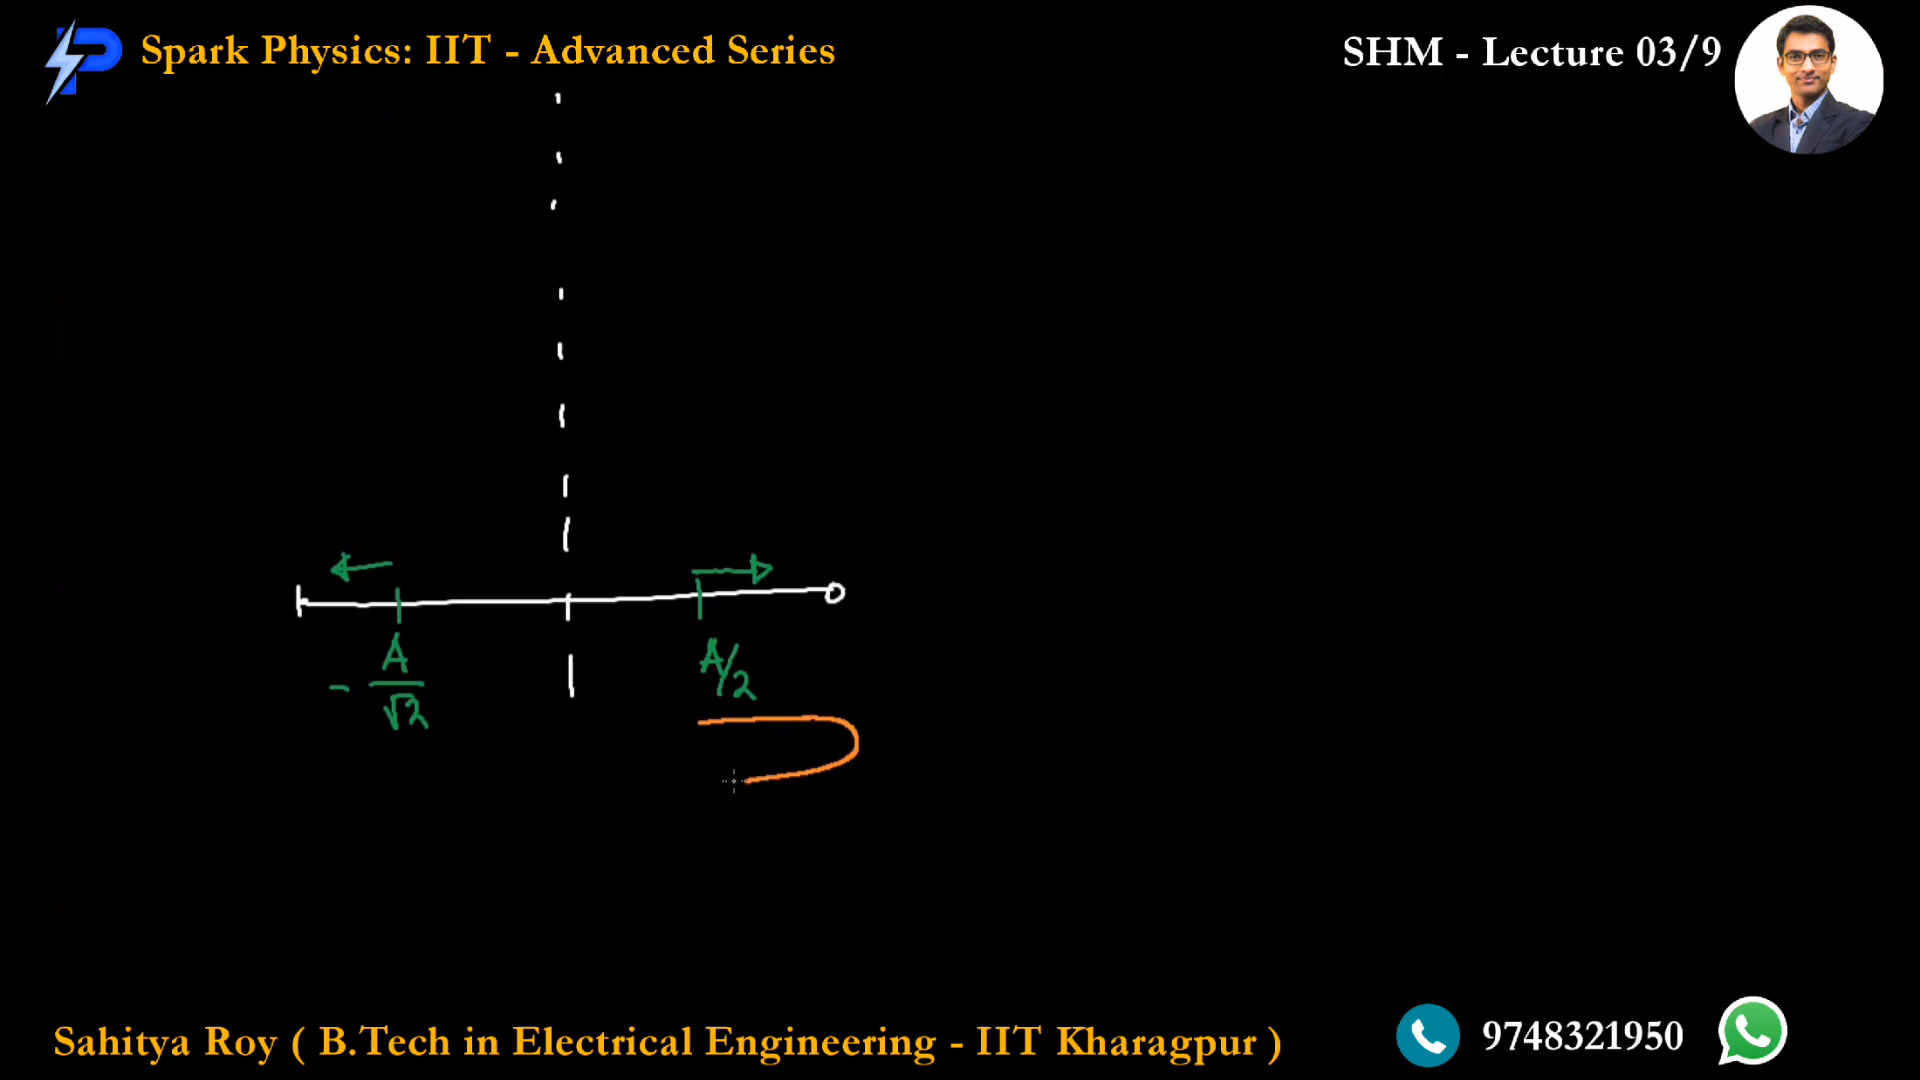 Spark Physics: IIT - Advanced Series
SHM - Lecture 03/9
- A/√2
A/2
Sahitya Roy ( B.Tech in Electrical Engineering - IIT Kharagpur )
9748321950